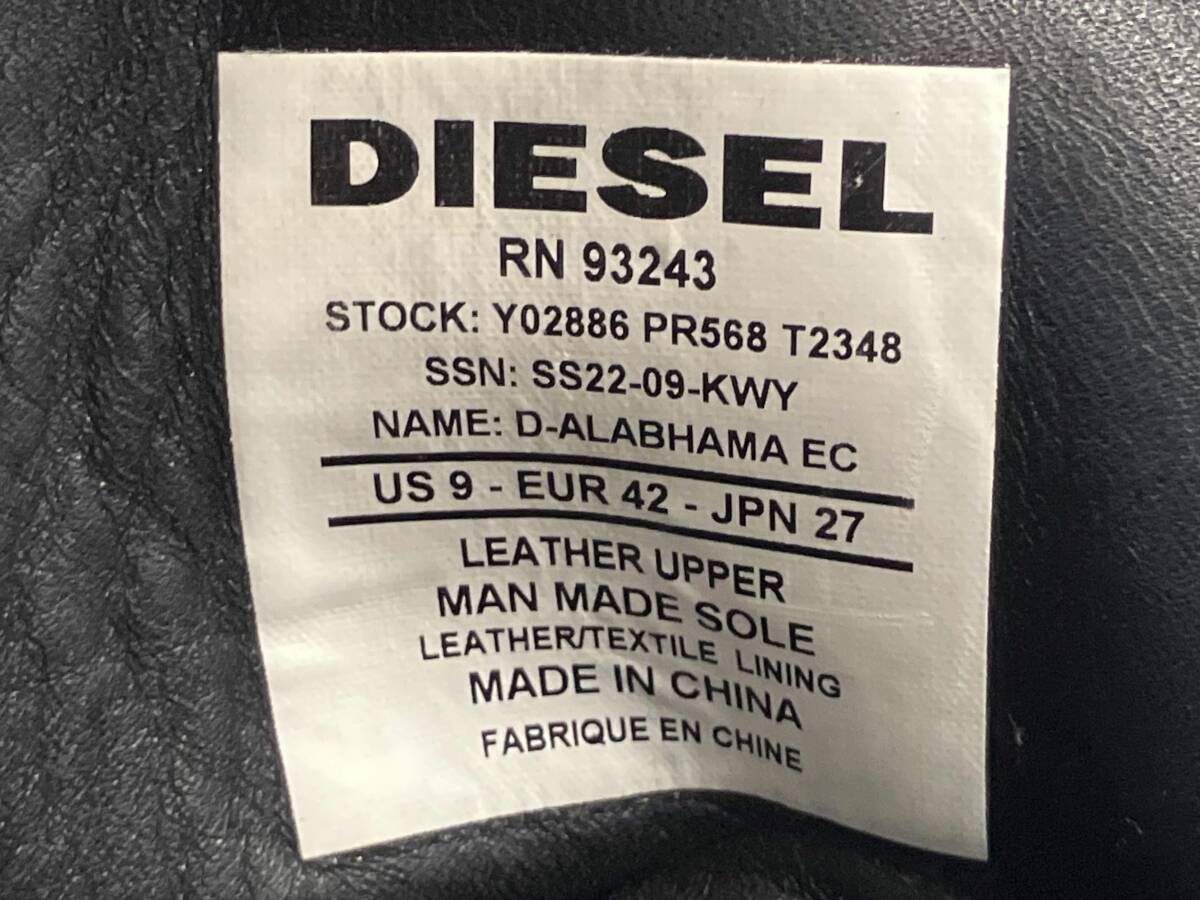 DIESEL
RN 93243
STOCK: Y02886 PR568 T2348
SSN: SS22-09-KWY
NAME: D-ALABHAMA EC
US 9 - EUR 42 - JPN 27
LEATHER UPPER
MAN MADE SOLE
LEATHER/TEXTILE LINING
MADE IN CHINA
FABRIQUE EN CHINE